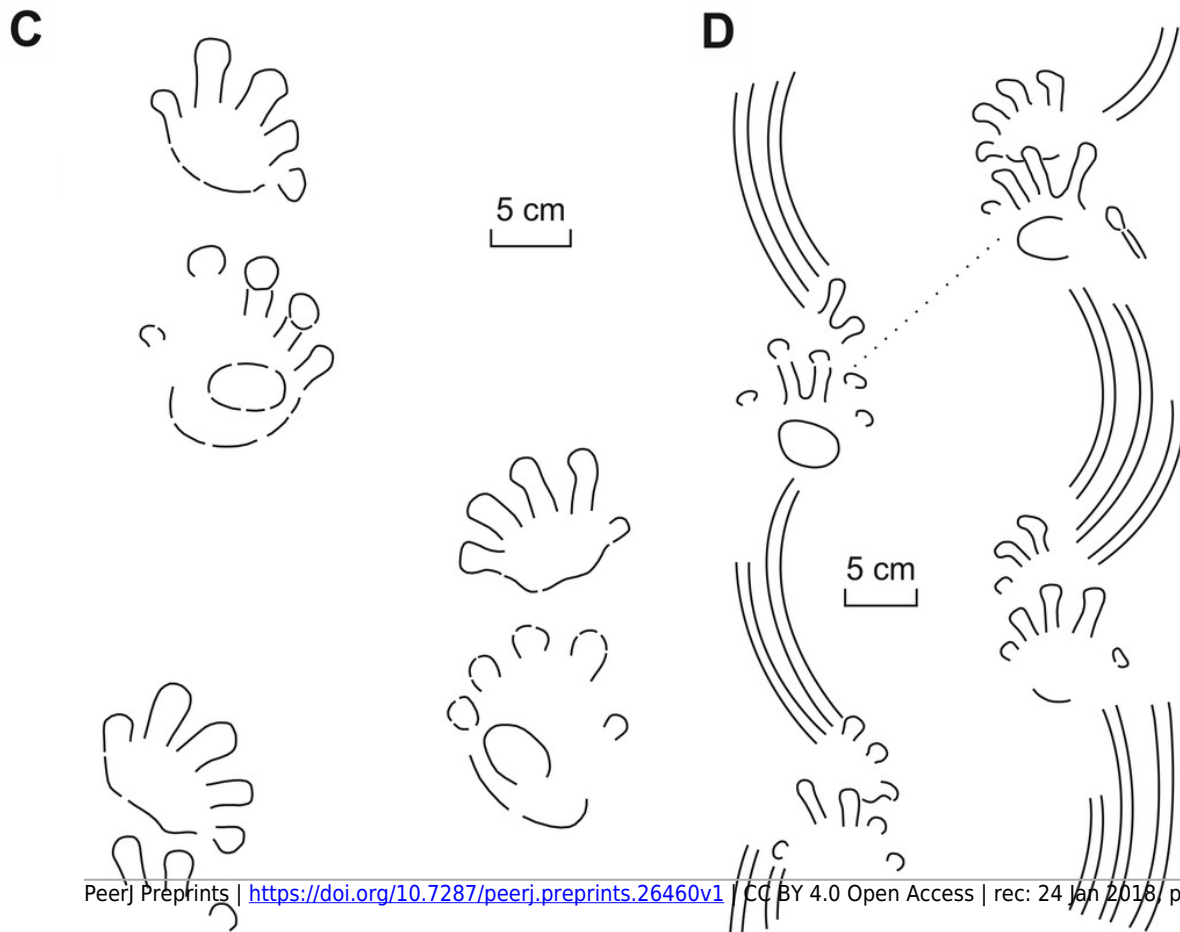 C
D
5 cm
5 cm
PeerJ Preprints | https://doi.org/10.7287/peerj.preprints.26460v1 | CC BY 4.0 Open Access | rec: 24 Jan 2018, p